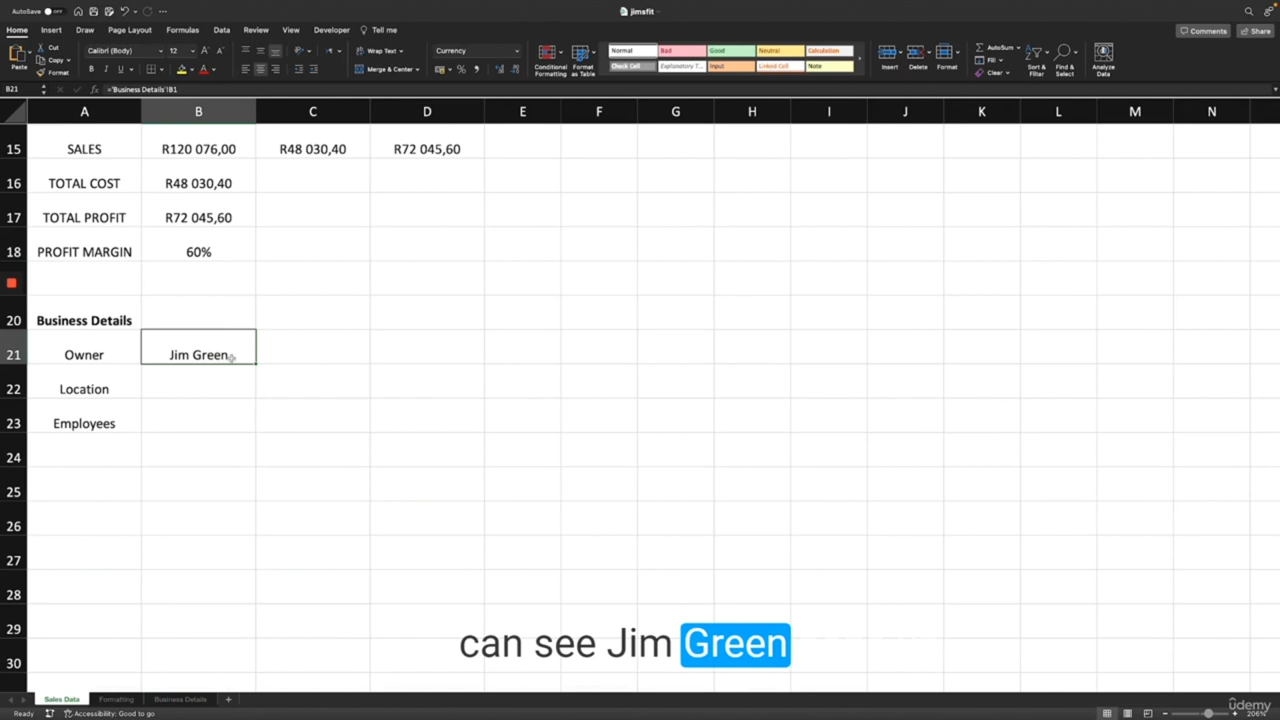 AutoSave OFF
jimsfit
Home Insert Draw Page Layout Formulas Data Review View Developer Tell me
Comments Share
Paste
Cut
Copy
Format
Calibri (Body) 12
B I
Wrap Text
Merge & Center
Currency
Conditional
Formatting
Format
as Table
Normal Bad Good Neutral Calculation
Check Cell Explanatory T... Input Linked Cell Note
Insert Delete Format
AutoSum
Fill
Clear
Sort &
Filter
Find &
Select
Analyze
Data
B21 fx ='Business Details'!B1
A B C D E F G H I J K L M N
15 SALES R120 076,00 R48 030,40 R72 045,60
16 TOTAL COST R48 030,40
17 TOTAL PROFIT R72 045,60
18 PROFIT MARGIN 60%
20 Business Details
21 Owner Jim Green
22 Location
23 Employees
24
25
26
27
28
29
30
can see Jim Green
Sales Data Formatting Business Details +
Ready Accessibility: Good to go
206%
udemy